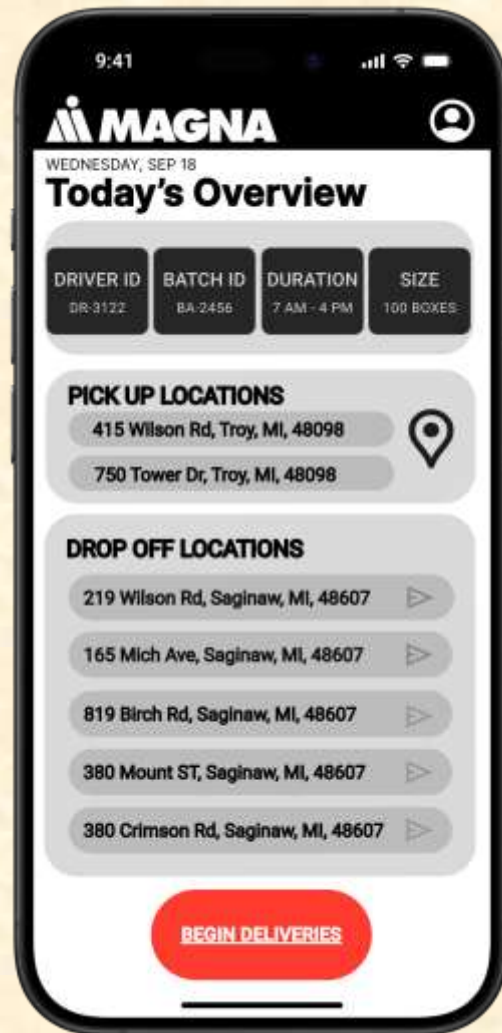 9:41
MAGNA
WEDNESDAY, SEP 18
Today's Overview
DRIVER ID
DR-3122
BATCH ID
BA-2456
DURATION
7 AM - 4 PM
SIZE
100 BOXES
PICK UP LOCATIONS
415 Wilson Rd, Troy, MI, 48098
750 Tower Dr, Troy, MI, 48098
DROP OFF LOCATIONS
219 Wilson Rd, Saginaw, MI, 48607
165 Mich Ave, Saginaw, MI, 48607
819 Birch Rd, Saginaw, MI, 48607
380 Mount ST, Saginaw, MI, 48607
380 Crimson Rd, Saginaw, MI, 48607
BEGIN DELIVERIES